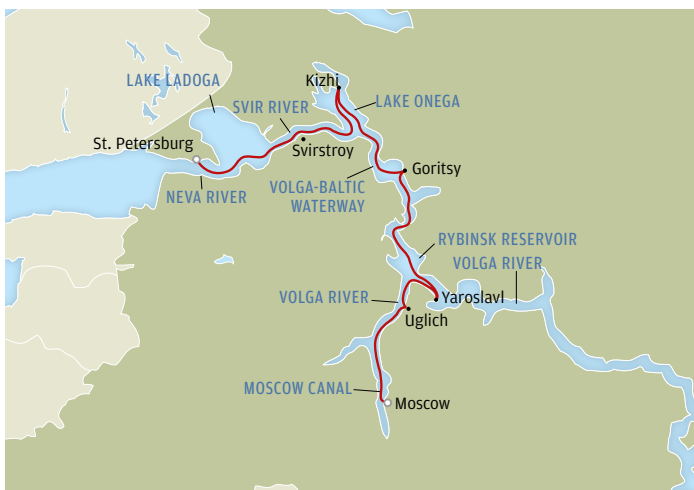 Kizhi
LAKE LADOGA
LAKE ONEGA
SVIR RIVER
St. Petersburg
Svirstroy
Goritsy
NEVA RIVER
VOLGA-BALTIC
WATERWAY
RYBINSK RESERVOIR
VOLGA RIVER
VOLGA RIVER
Yaroslavl
Uglich
MOSCOW CANAL
Moscow